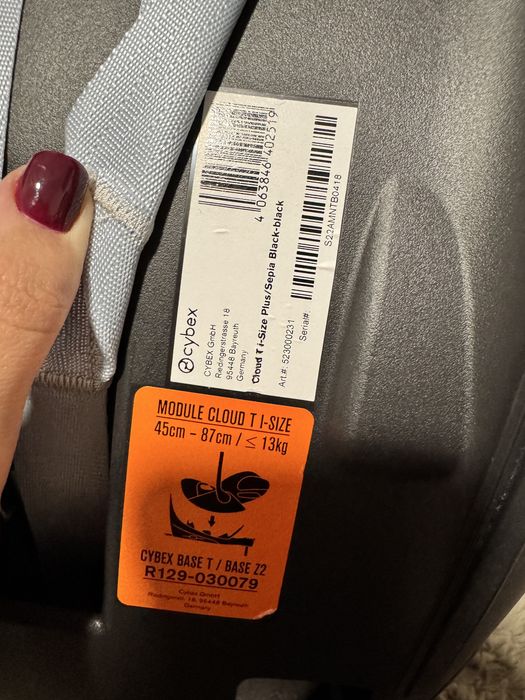 4 063846 402519
S22AMNTB0418
cybex
CYBEX GmbH
Riedingerstrasse 18
95448 Bayreuth
Germany
Cloud T i-Size Plus/Sepia Black-black
Art.#: 523000231
Serial#:
MODULE CLOUD T I-SIZE
45cm – 87cm / ≤ 13kg
CYBEX BASE T / BASE Z2
R129-030079
Cybex GmbH
Riedingerstr. 18, 95448 Bayreuth
Germany